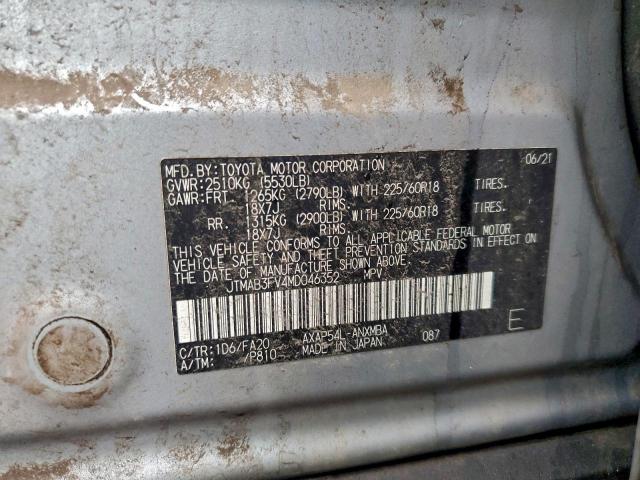 MFD. BY: TOYOTA MOTOR CORPORATION 06/21
GVWR: 2510KG (5530LB)
GAWR: FRT 1265KG (2790LB) WITH 225/60R18 TIRES.
18X7J RIMS.
RR. 1315KG (2900LB) WITH 225/60R18 TIRES.
18X7J RIMS.
THIS VEHICLE CONFORMS TO ALL APPLICABLE FEDERAL MOTOR
VEHICLE SAFETY AND THEFT PREVENTION STANDARDS IN EFFECT ON
THE DATE OF MANUFACTURE SHOWN ABOVE.
JTMAB3FV4MD046352 MPV
C/TR: 1D6/FA20 AXAP54L-ANXMBA 087 E
A/TM: /P810 MADE IN JAPAN